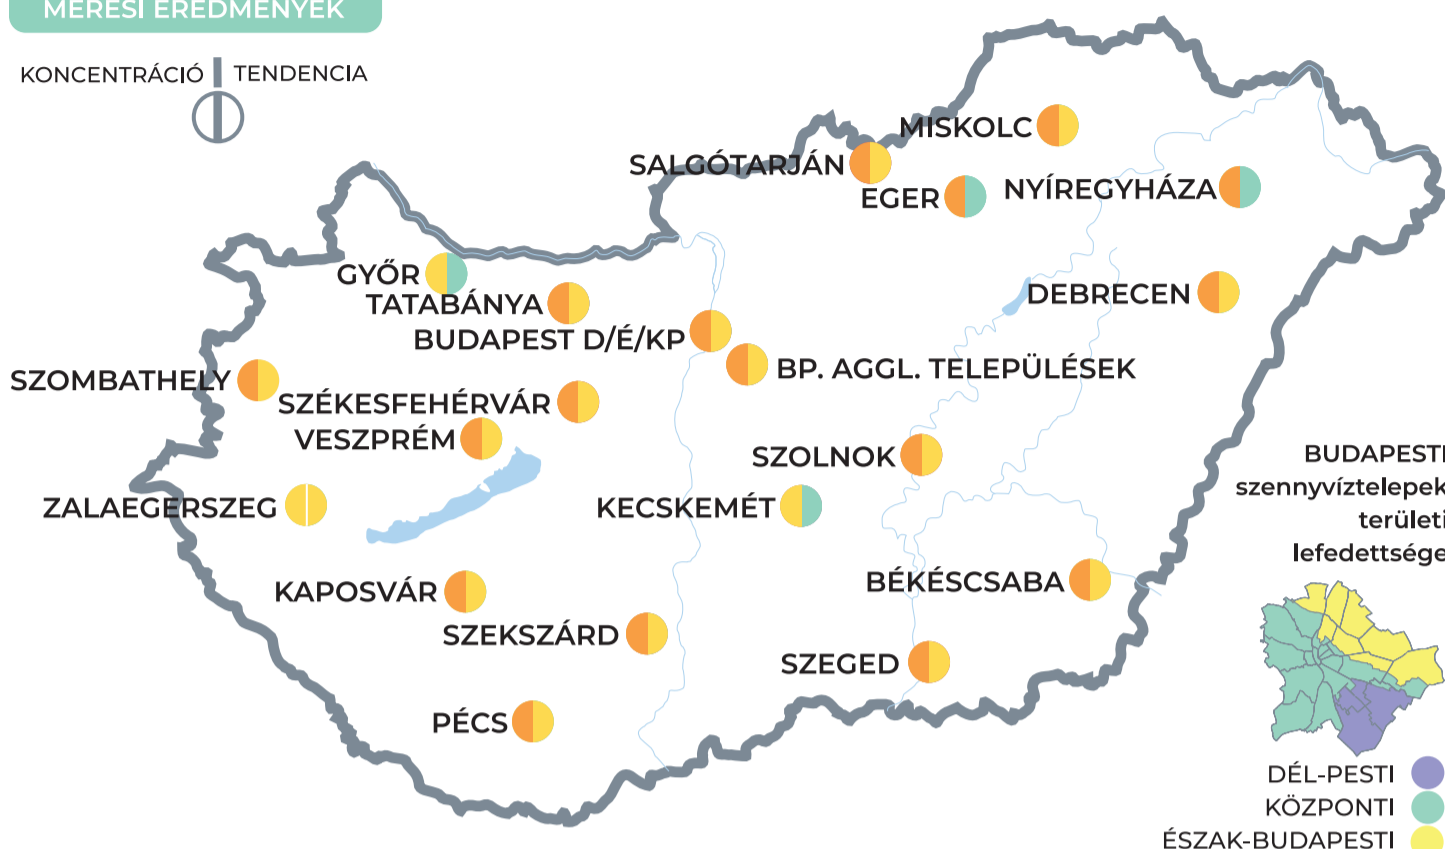 MÉRÉSI EREDMÉNYEK
KONCENTRÁCIÓ TENDENCIA
MISKOLC
SALGÓTARJÁN
EGER
NYÍREGYHÁZA
GYŐR
TATABÁNYA
DEBRECEN
BUDAPEST D/É/KP
BP. AGGL. TELEPÜLÉSEK
SZOMBATHELY
SZÉKESFEHÉRVÁR
VESZPRÉM
SZOLNOK
ZALAEGERSZEG
KECSKEMÉT
BÉKÉSCSABA
KAPOSVÁR
SZEKSZÁRD
SZEGED
PÉCS
BUDAPESTI
szennyvíztelepek
területi
lefedettsége
DÉL-PESTI
KÖZPONTI
ÉSZAK-BUDAPESTI